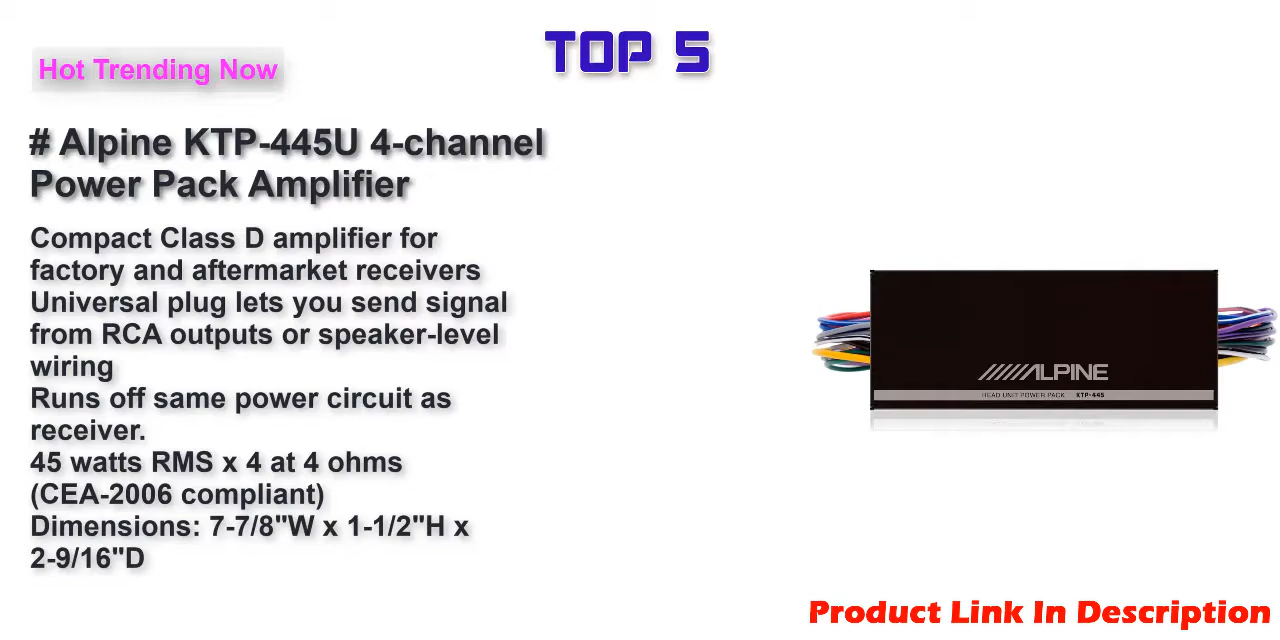 TOP 5
Hot Trending Now
# Alpine KTP-445U 4-channel
Power Pack Amplifier
Compact Class D amplifier for
factory and aftermarket receivers
Universal plug lets you send signal
from RCA outputs or speaker-level
wiring
Runs off same power circuit as
receiver.
45 watts RMS x 4 at 4 ohms
(CEA-2006 compliant)
Dimensions: 7-7/8"W x 1-1/2"H x
2-9/16"D
ALPINE
HEAD UNIT POWER PACK KTP-445
Product Link In Description